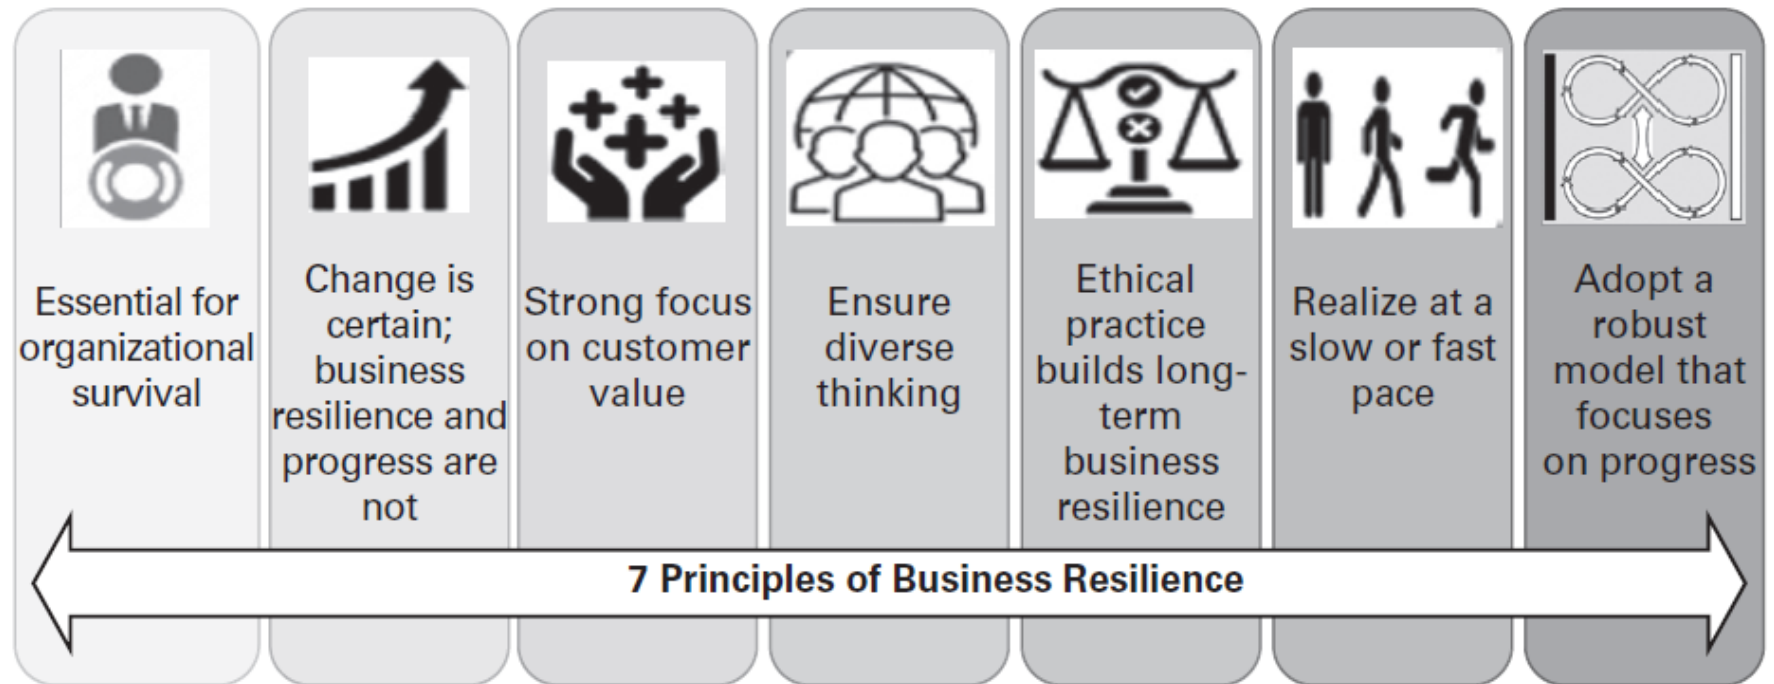 Essential for
organizational
survival
Change is
certain;
business
resilience and
progress are
not
Strong focus
on customer
value
Ensure
diverse
thinking
Ethical
practice
builds long-
term
business
resilience
Realize at a
slow or fast
pace
Adopt a
robust
model that
focuses
on progress
7 Principles of Business Resilience